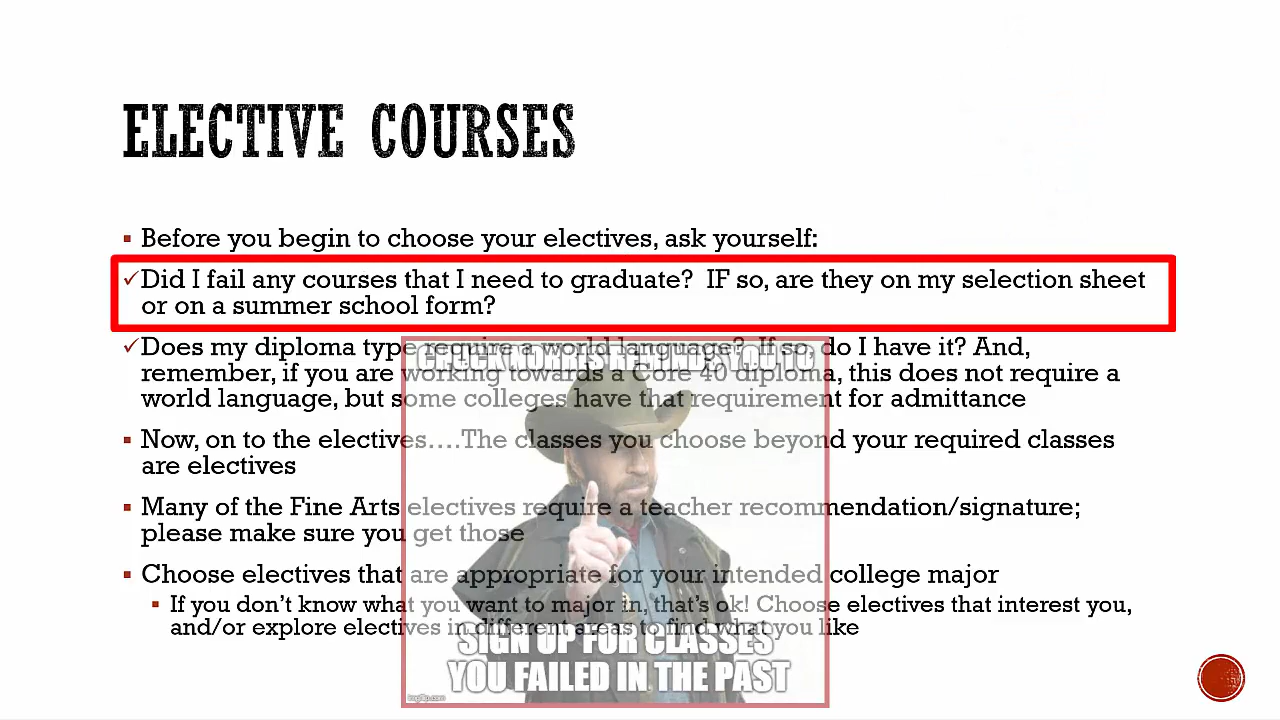 ELECTIVE COURSES
Before you begin to choose your electives, ask yourself:
Did I fail any courses that I need to graduate? IF so, are they on my selection sheet
or on a summer school form?
Does my diploma type require a world language? If so, do I have it? And,
remember, if you are working towards a Core 40 diploma, this does not require a
world language, but some colleges have that requirement for admittance
Now, on to the electives….The classes you choose beyond your required classes
are electives
Many of the Fine Arts electives require a teacher recommendation/signature;
please make sure you get those
Choose electives that are appropriate for your intended college major
If you don't know what you want to major in, that's ok! Choose electives that interest you,
and/or explore electives in different areas to find what you like
CHUCK NORRIS REMINDS YOU TO
SIGN UP FOR CLASSES
YOU FAILED IN THE PAST
imgflip.com